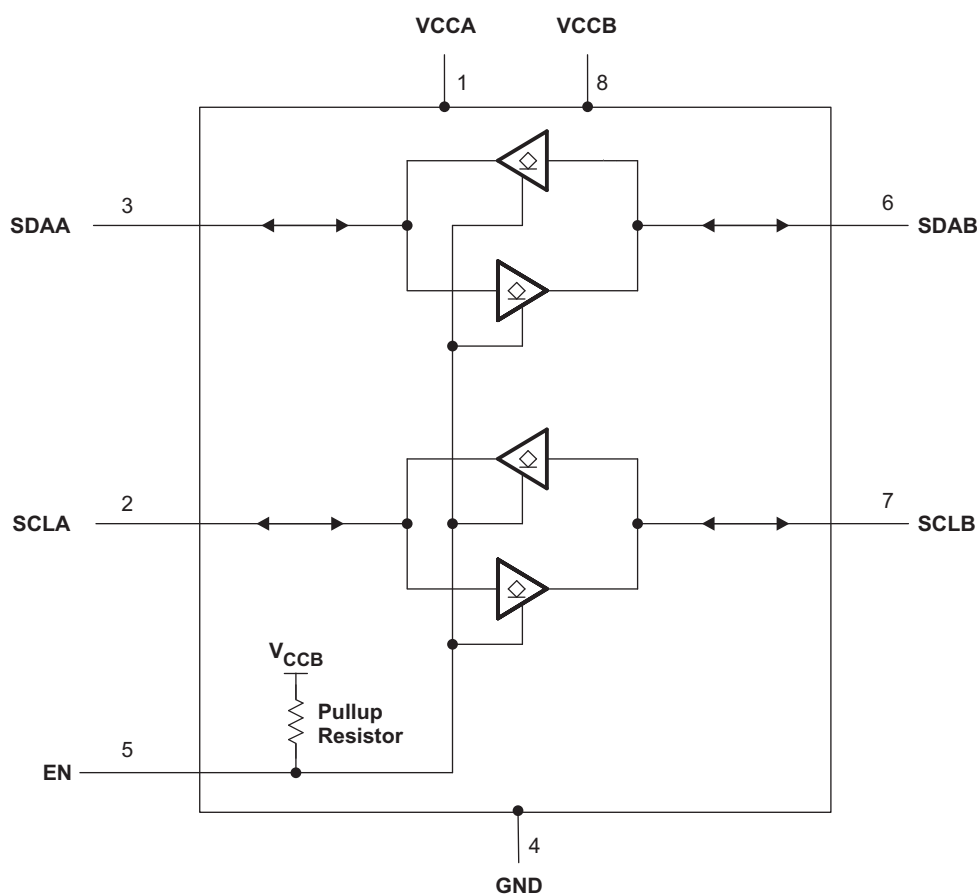 VCCA
VCCB
1
8
SDAA
3
6
SDAB
SCLA
2
7
SCLB
VCCB
Pullup
Resistor
EN
5
4
GND